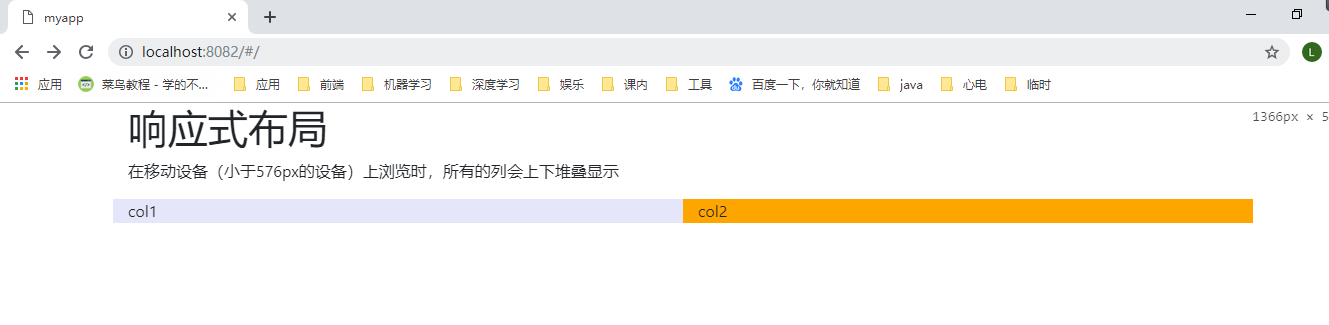 myapp
localhost:8082/#/
L
应用 菜鸟教程 - 学的不... 应用 前端 机器学习 深度学习 娱乐 课内 工具 百度一下，你就知道 java 心电 临时
响应式布局
1366px × 5
在移动设备（小于576px的设备）上浏览时，所有的列会上下堆叠显示
col1 col2